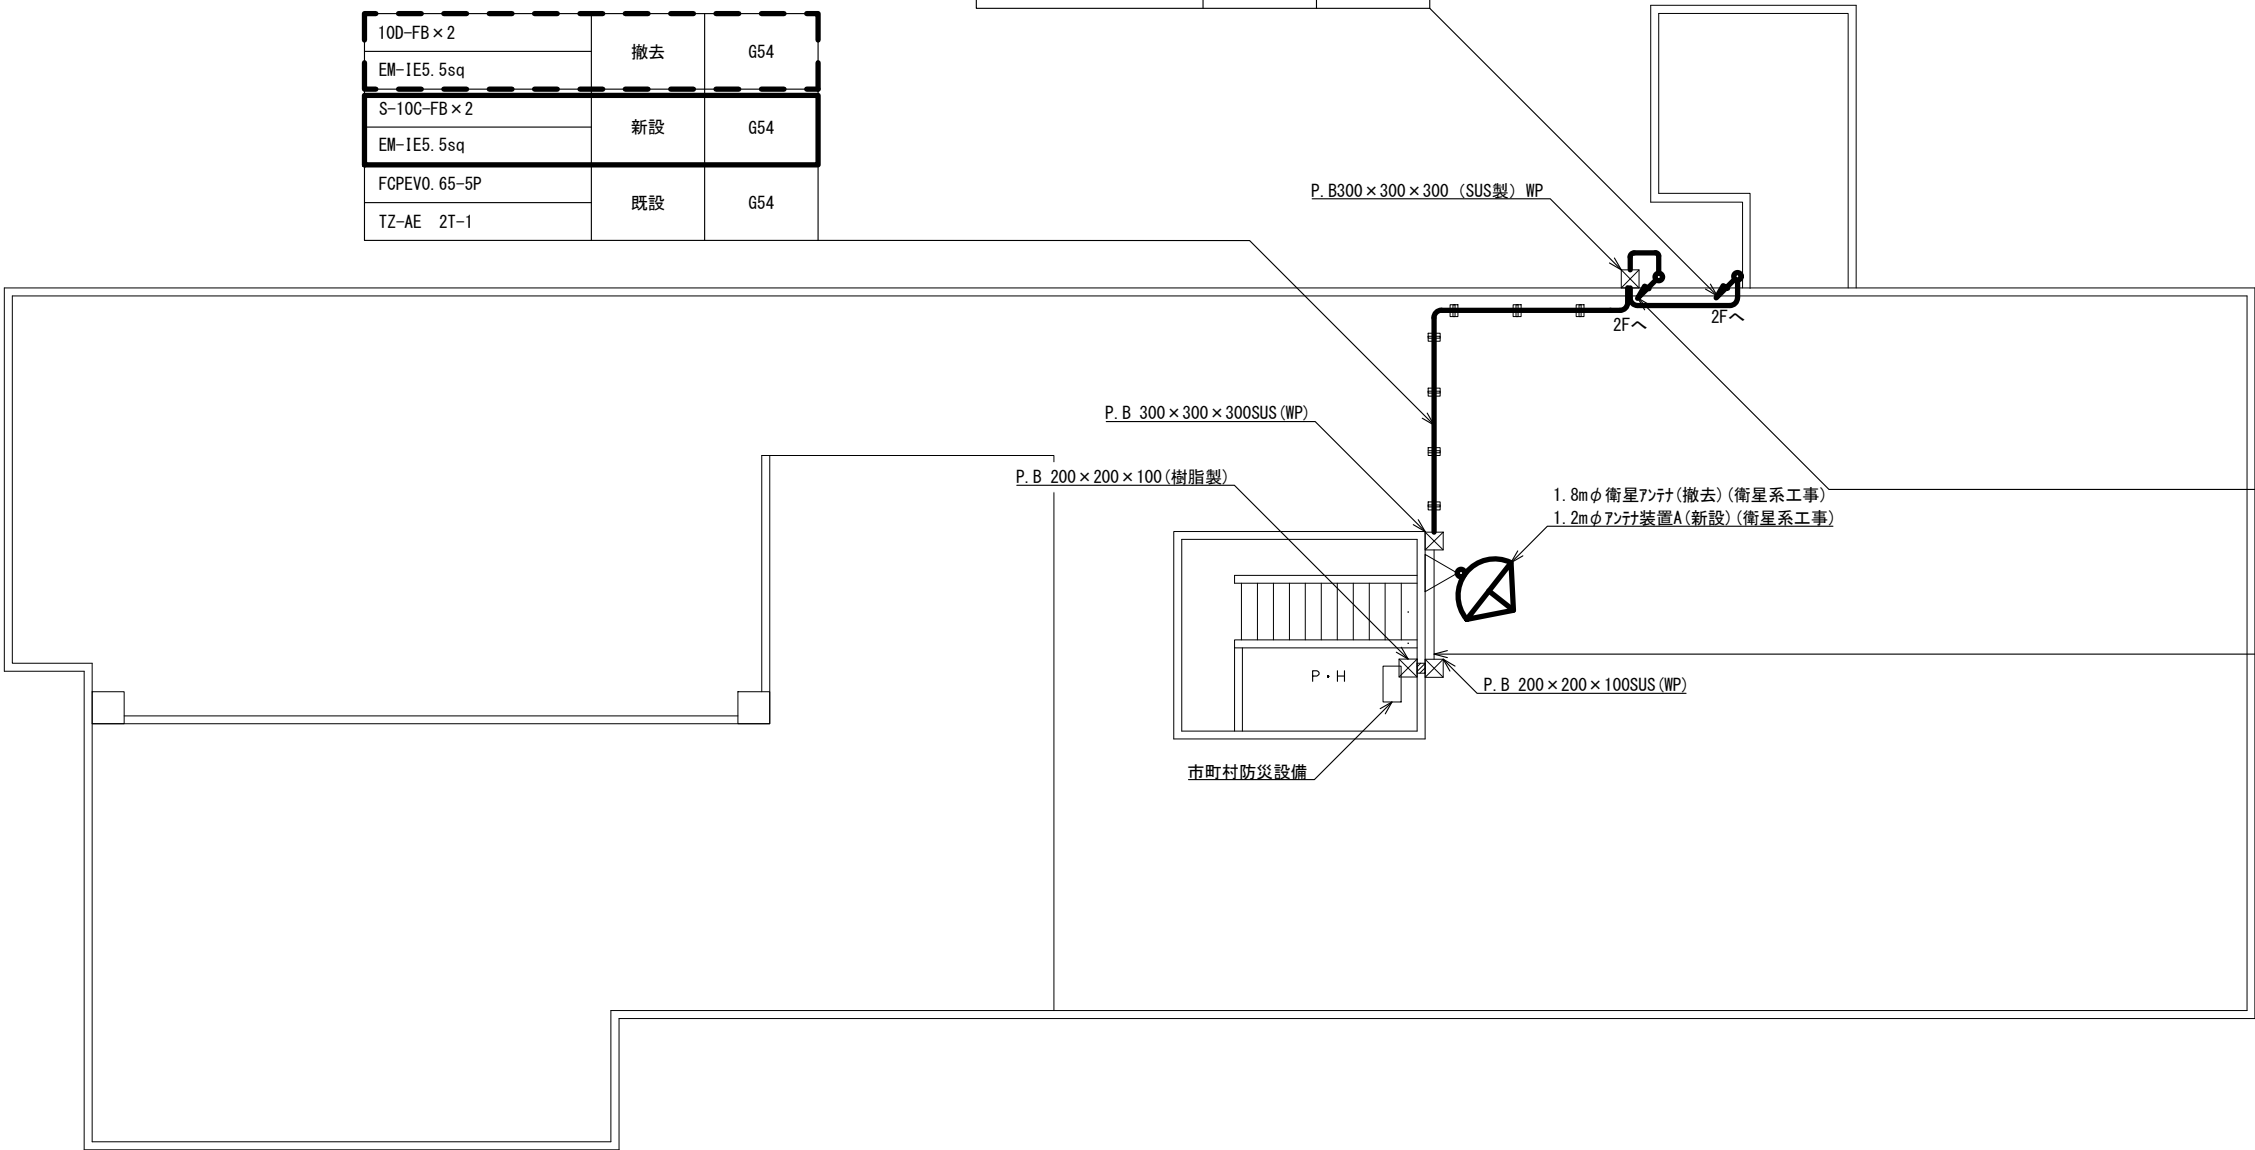 10D-FB×2
撤去
G54
EM-IE5.5sq
S-10C-FB×2
新設
G54
EM-IE5.5sq
FCPEV0.65-5P
既設
G54
TZ-AE 2T-1
P.B300×300×300 (SUS製) WP
2Fへ
2Fへ
P.B 300×300×300SUS(WP)
P.B 200×200×100(樹脂製)
1.8mφ衛星アンテナ(撤去)(衛星系工事)
1.2mφアンテナ装置A(新設)(衛星系工事)
P・H
P.B 200×200×100SUS(WP)
市町村防災設備